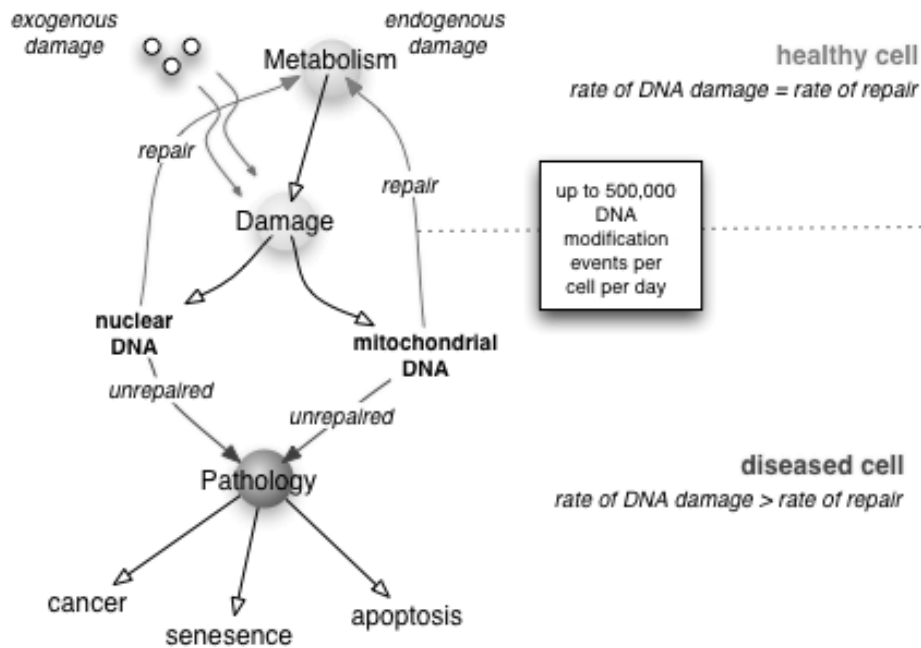 exogenous
damage
endogenous
damage
Metabolism
healthy cell
rate of DNA damage = rate of repair
repair
repair
up to 500,000
DNA
modification
events per
cell per day
Damage
nuclear
DNA
mitochondrial
DNA
unrepaired
unrepaired
Pathology
diseased cell
rate of DNA damage > rate of repair
cancer
senesence
apoptosis